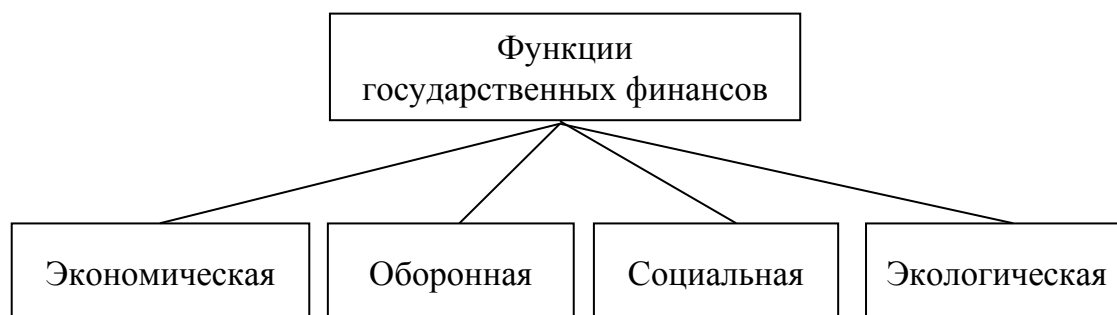 Функции
государственных финансов
Экономическая
Оборонная
Социальная
Экологическая